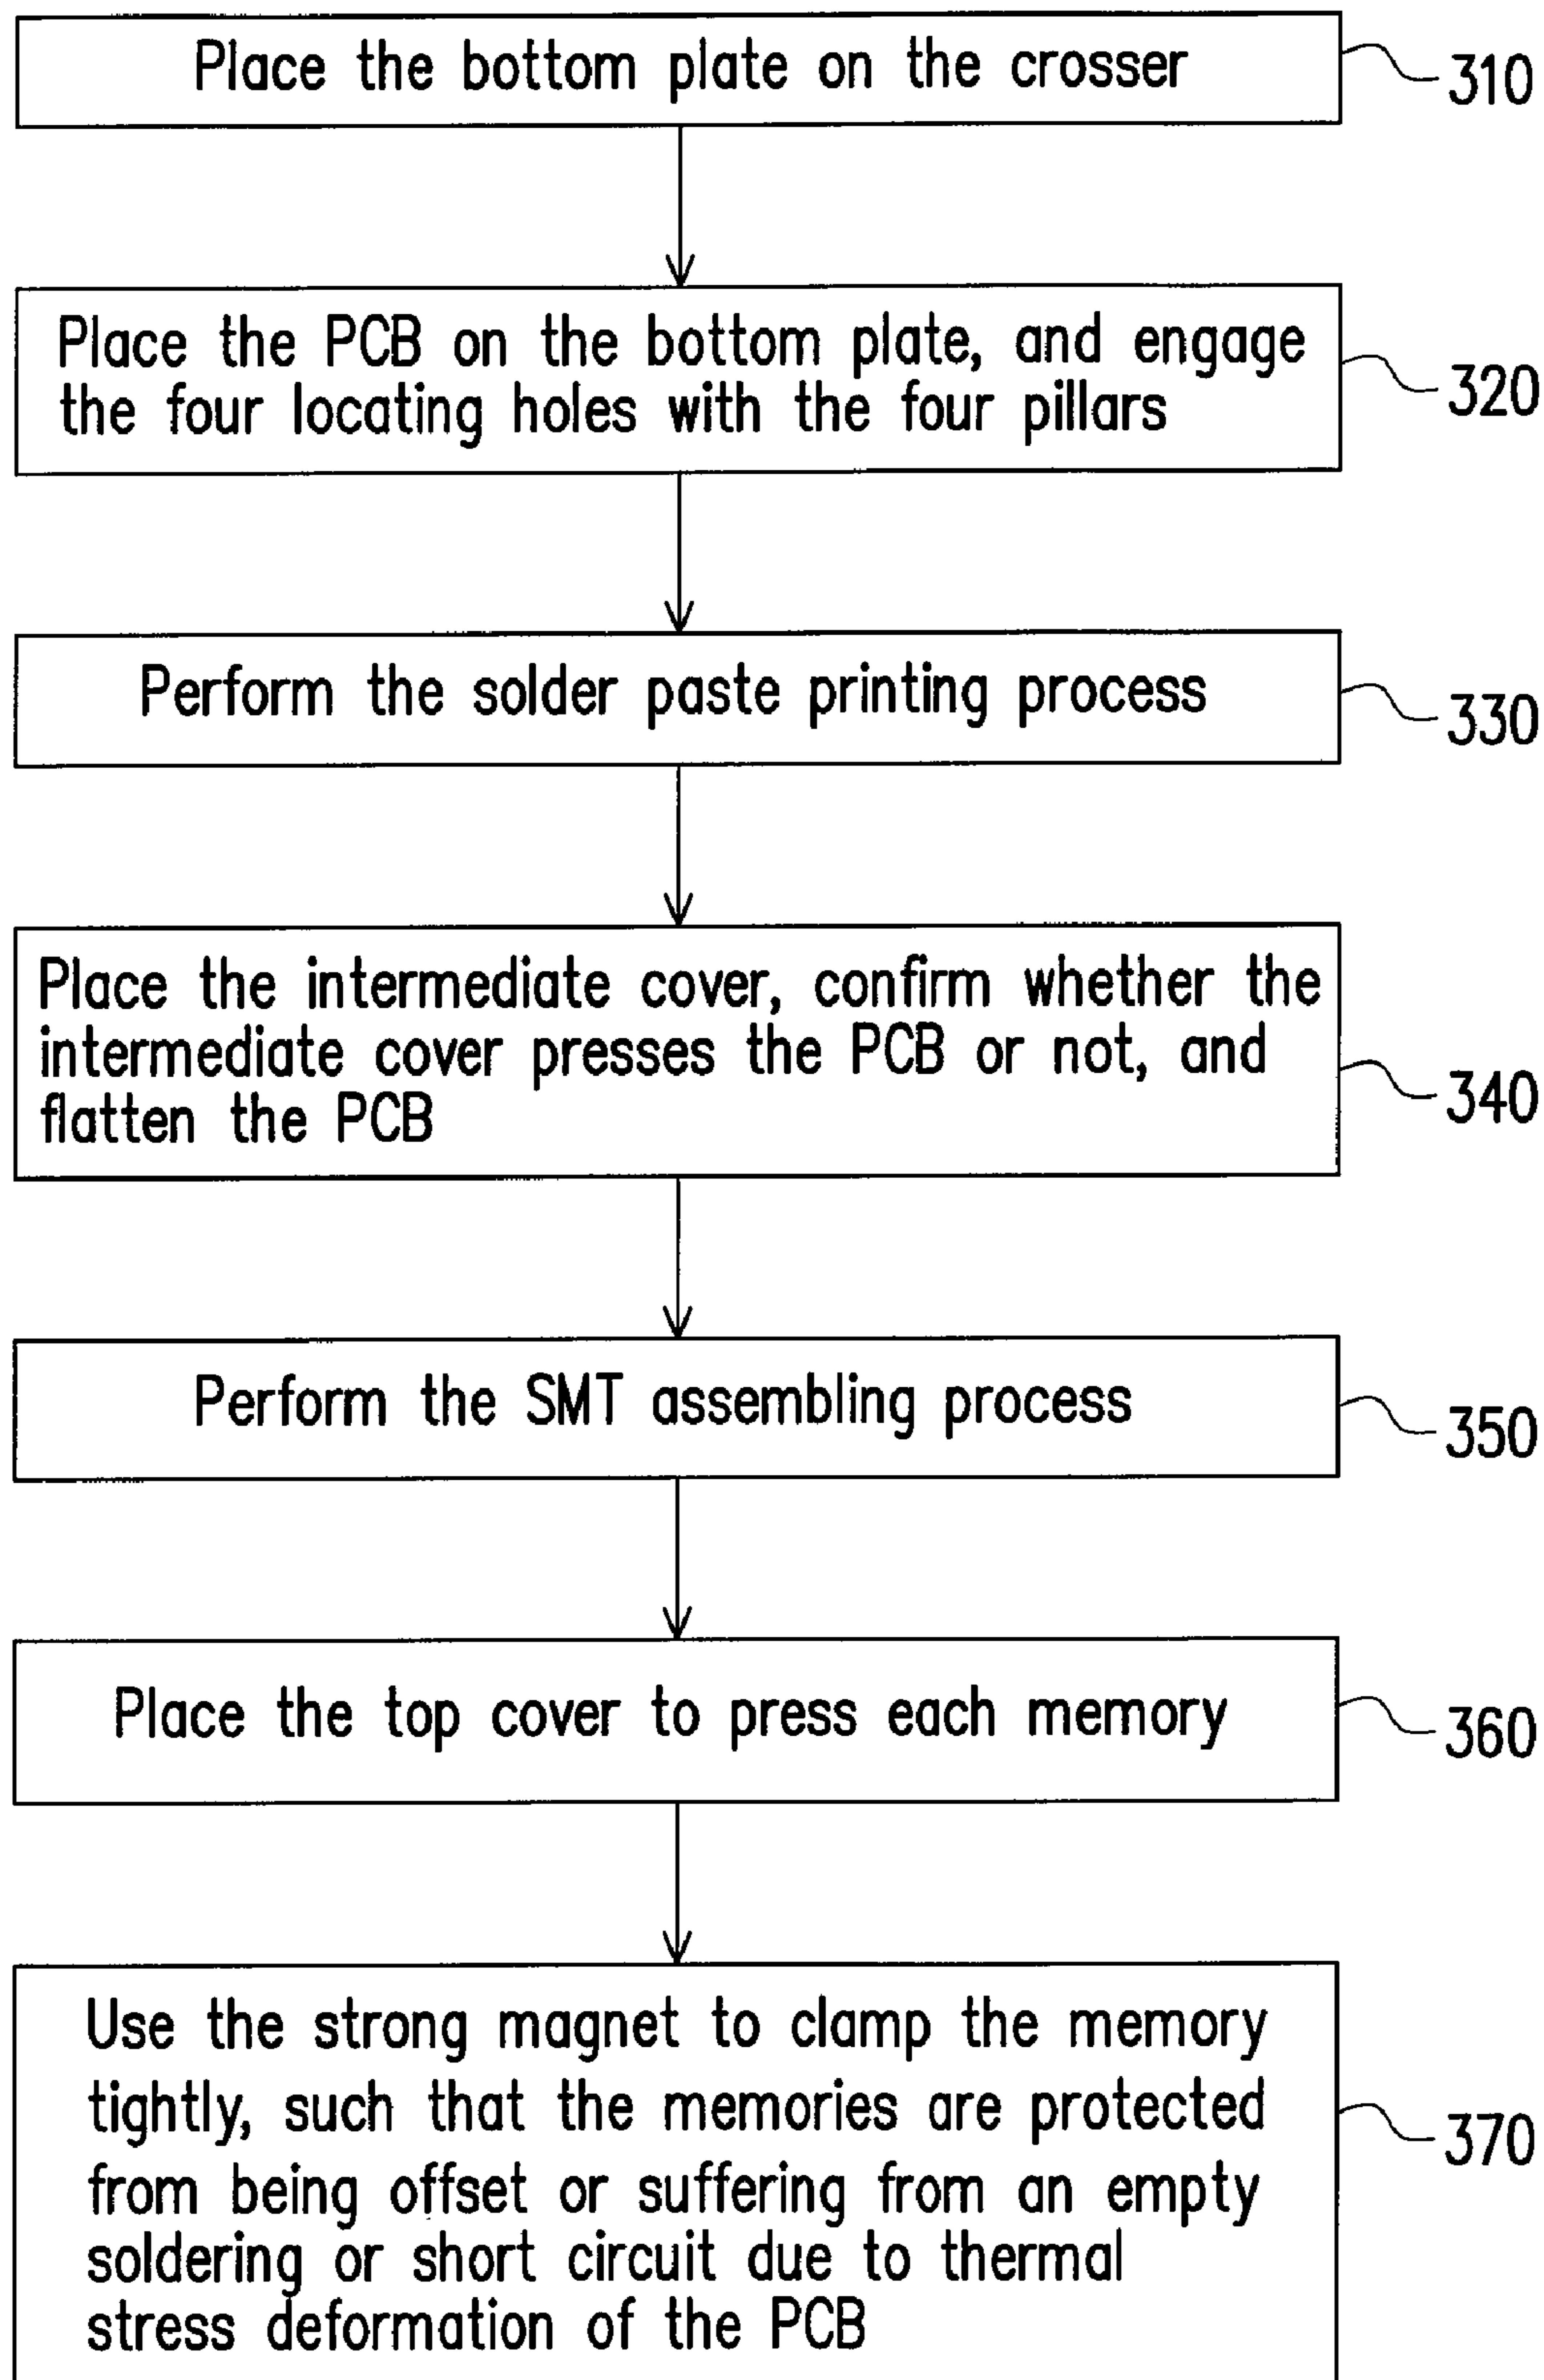 Place the bottom plate on the crosser
310
Place the PCB on the bottom plate, and engage
the four locating holes with the four pillars
320
Perform the solder paste printing process
330
Place the intermediate cover, confirm whether the
intermediate cover presses the PCB or not, and
flatten the PCB
340
Perform the SMT assembling process
350
Place the top cover to press each memory
360
Use the strong magnet to clamp the memory
tightly, such that the memories are protected
from being offset or suffering from an empty
soldering or short circuit due to thermal
stress deformation of the PCB
370